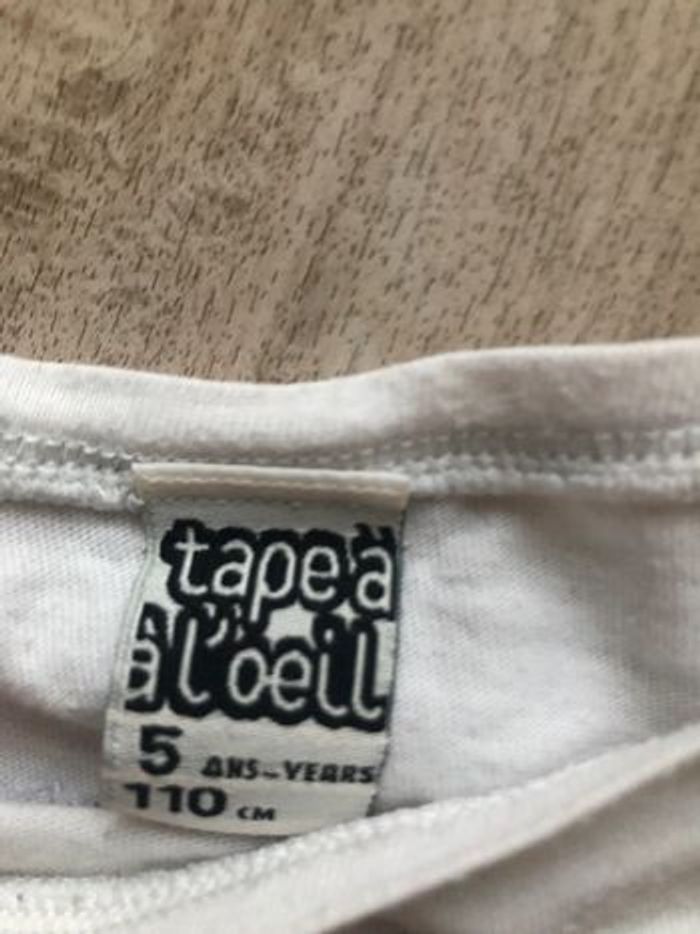 tape à
à l'oeil
5 ANS-YEARS
110 CM